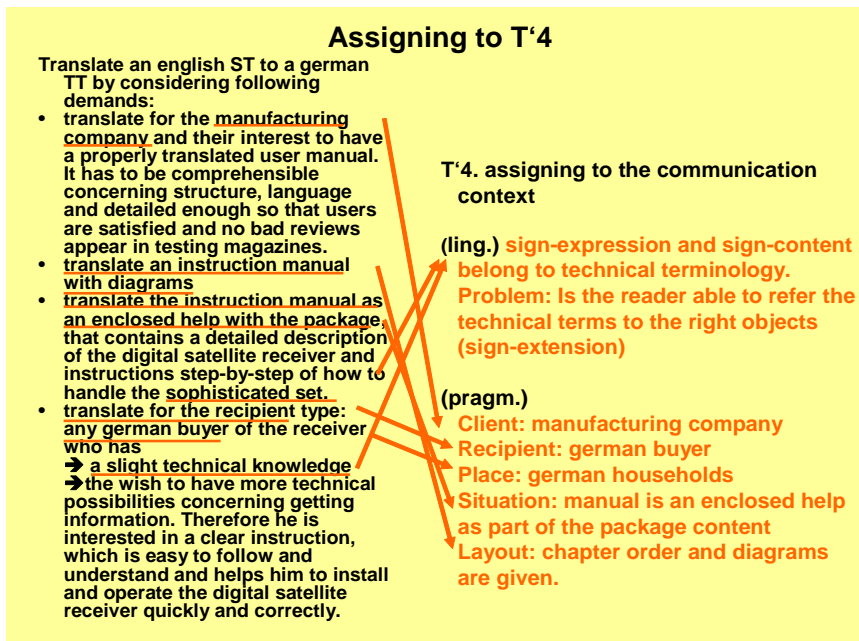 Assigning to T‘4
Translate an english ST to a german
TT by considering following
demands:
• translate for the manufacturing
company and their interest to have
a properly translated user manual.
It has to be comprehensible
concerning structure, language
and detailed enough so that users
are satisfied and no bad reviews
appear in testing magazines.
• translate an instruction manual
with diagrams
• translate the instruction manual as
an enclosed help with the package,
that contains a detailed description
of the digital satellite receiver and
instructions step-by-step of how to
handle the sophisticated set.
• translate for the recipient type:
any german buyer of the receiver
who has
➔ a slight technical knowledge
➔the wish to have more technical
possibilities concerning getting
information. Therefore he is
interested in a clear instruction,
which is easy to follow and
understand and helps him to install
and operate the digital satellite
receiver quickly and correctly.
T‘4. assigning to the communication
context
(ling.) sign-expression and sign-content
belong to technical terminology.
Problem: Is the reader able to refer the
technical terms to the right objects
(sign-extension)
(pragm.)
Client: manufacturing company
Recipient: german buyer
Place: german households
Situation: manual is an enclosed help
as part of the package content
Layout: chapter order and diagrams
are given.